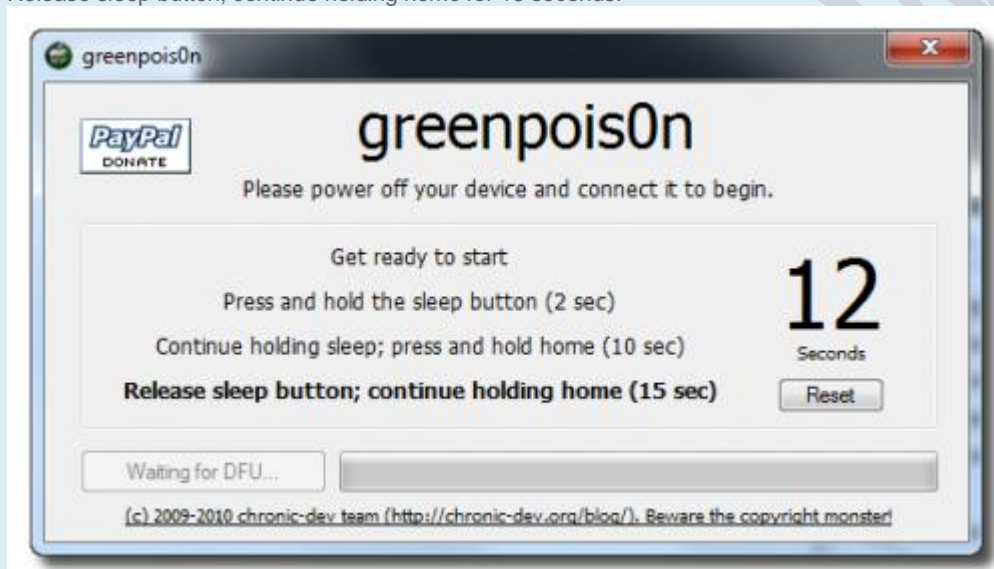 Release sleep button; continue holding home for 15 seconds.
greenpois0n
PayPal
DONATE
greenpois0n
Please power off your device and connect it to begin.
Get ready to start
Press and hold the sleep button (2 sec)
Continue holding sleep; press and hold home (10 sec)
Release sleep button; continue holding home (15 sec)
12
Seconds
Reset
Waiting for DFU...
(c) 2009-2010 chronic-dev team (http://chronic-dev.org/blog/). Beware the copyright monster!